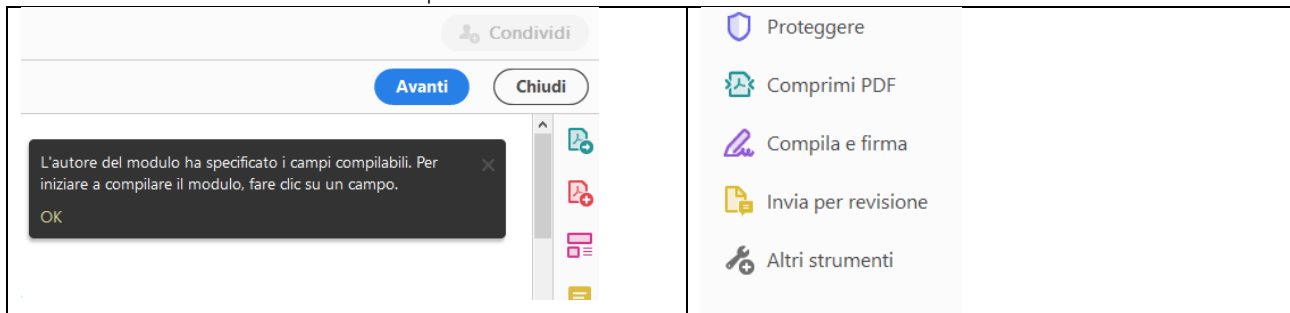 Condividi
Avanti
Chiudi
L'autore del modulo ha specificato i campi compilabili. Per
iniziare a compilare il modulo, fare clic su un campo.
OK
Proteggere
Comprimi PDF
Compila e firma
Invia per revisione
Altri strumenti